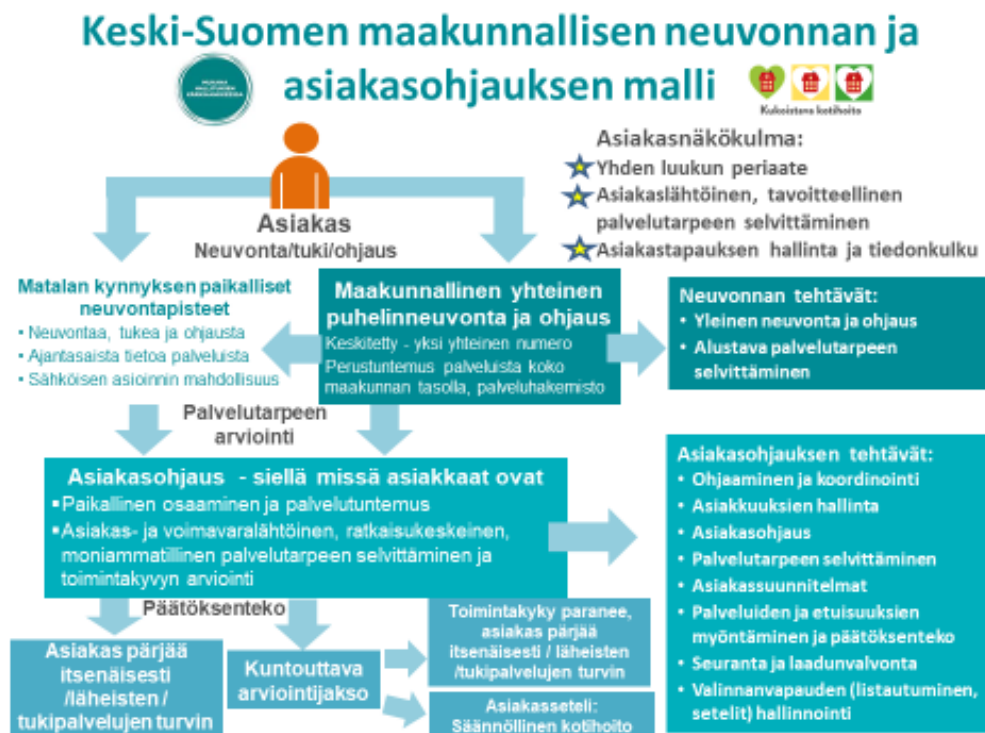 Keski-Suomen maakunnallisen neuvonnan ja
asiakasohjauksen malli
Kukoistava kotihoito
Asiakasnäkökulma:
Yhden luukun periaate
Asiakaslähtöinen, tavoitteellinen
palvelutarpeen selvittäminen
Asiakastapauksen hallinta ja tiedonkulku
Asiakas
Neuvonta/tuki/ohjaus
Matalan kynnyksen paikalliset
neuvontapisteet
• Neuvontaa, tukea ja ohjausta
• Ajantasaista tietoa palveluista
• Sähköisen asioinnin mahdollisuus
Maakunnallinen yhteinen
puhelinneuvonta ja ohjaus
Keskitetty - yksi yhteinen numero
Perustuntemus palveluista koko
maakunnan tasolla, palveluhakemisto
Neuvonnan tehtävät:
• Yleinen neuvonta ja ohjaus
• Alustava palvelutarpeen
selvittäminen
Palvelutarpeen
arviointi
Asiakasohjaus - siellä missä asiakkaat ovat
▪ Paikallinen osaaminen ja palvelutuntemus
▪ Asiakas- ja voimavaralähtöinen, ratkaisukeskeinen,
moniammatillinen palvelutarpeen selvittäminen ja
toimintakyvyn arviointi
Asiakasohjauksen tehtävät:
• Ohjaaminen ja koordinointi
• Asiakkuuksien hallinta
• Asiakasohjaus
• Palvelutarpeen selvittäminen
• Asiakassuunnitelmat
• Palveluiden ja etuisuuksien
myöntäminen ja päätöksenteko
• Seuranta ja laadunvalvonta
• Valinnanvapauden (listautuminen,
setelit) hallinnointi
Päätöksenteko
Asiakas pärjää
itsenäisesti
/läheisten /
tukipalvelujen turvin
Kuntouttava
arviointijakso
Toimintakyky paranee,
asiakas pärjää
itsenäisesti / läheisten
/tukipalvelujen turvin
Asiakasseteli:
Säännöllinen kotihoito